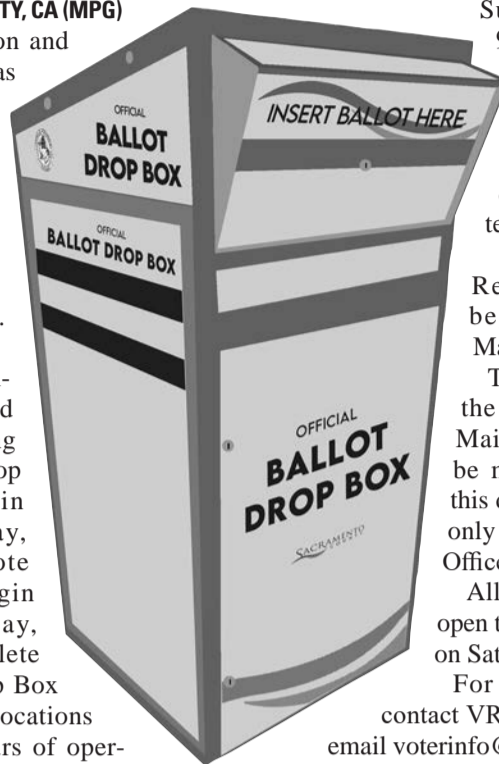 TY, CA (MPG)
on and
as
d
g
op
in
ay,
ote
gin
ay,
lete
p Box
ocations
rs of oper-
OFFICIAL
BALLOT
DROP BOX
OFFICIAL
BALLOT DROP BOX
INSERT BALLOT HERE
OFFICIAL
BALLOT
DROP BOX
SACRAMENTO
COUNTY
Su
9
te
Re
be
Ma
T
the
Mai
be
this
only
Office
All
open t
on Sat
For
contact VR
email voterinfo@